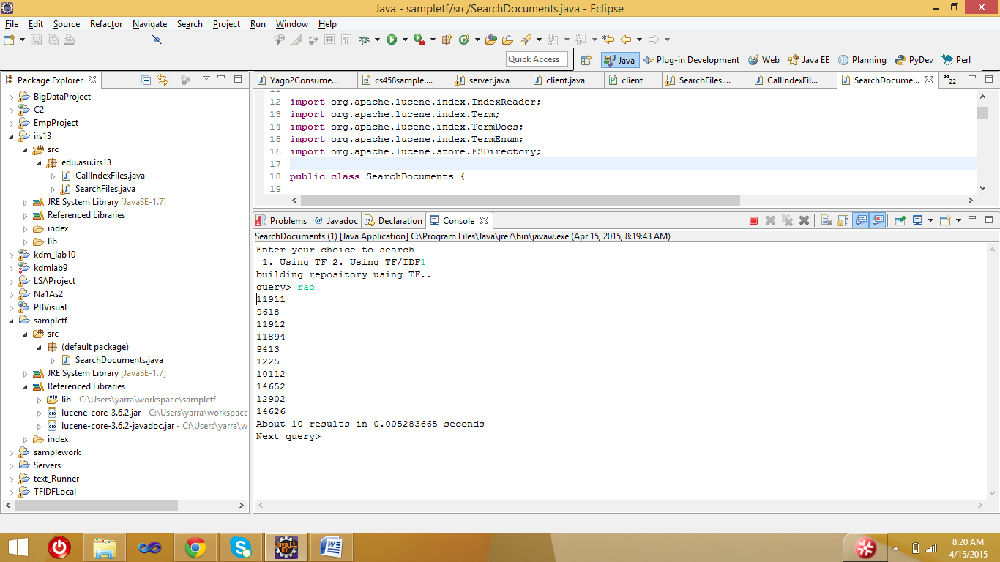 Java - sampletf/src/SearchDocuments.java - Eclipse
File Edit Source Refactor Navigate Search Project Run Window Help
Quick Access
Java Plug-in Development Web Java EE Planning PyDev Perl
Package Explorer
BigDataProject
C2
EmpProject
irs13
src
edu.asu.irs13
CallIndexFiles.java
SearchFiles.java
JRE System Library [JavaSE-1.7]
Referenced Libraries
index
lib
kdm_lab10
kdmlab9
LSAProject
Na1As2
PBVisual
sampletf
src
(default package)
SearchDocuments.java
JRE System Library [JavaSE-1.7]
Referenced Libraries
lib - C:\Users\yarra\workspace\sampletf
lucene-core-3.6.2.jar - C:\Users\yarra\workspace
lucene-core-3.6.2-javadoc.jar - C:\Users\yarra\w
index
samplework
Servers
text_Runner
TFIDFLocal
Yago2Consume... cs458sample.... server.java client.java client SearchFiles.... CallIndexFil... SearchDocume... »22
11
12 import org.apache.lucene.index.IndexReader;
13 import org.apache.lucene.index.Term;
14 import org.apache.lucene.index.TermDocs;
15 import org.apache.lucene.index.TermEnum;
16 import org.apache.lucene.store.FSDirectory;
17
18 public class SearchDocuments {
19
Problems @ Javadoc Declaration Console
SearchDocuments (1) [Java Application] C:\Program Files\Java\jre7\bin\javaw.exe (Apr 15, 2015, 8:19:43 AM)
Enter your choice to search
1. Using TF 2. Using TF/IDF1
building repository using TF..
query> rao
11911
9618
11912
11894
9413
1225
10112
14652
12902
14626
About 10 results in 0.005283665 seconds
Next query>
Java EE
IDE
8:20 AM
4/15/2015